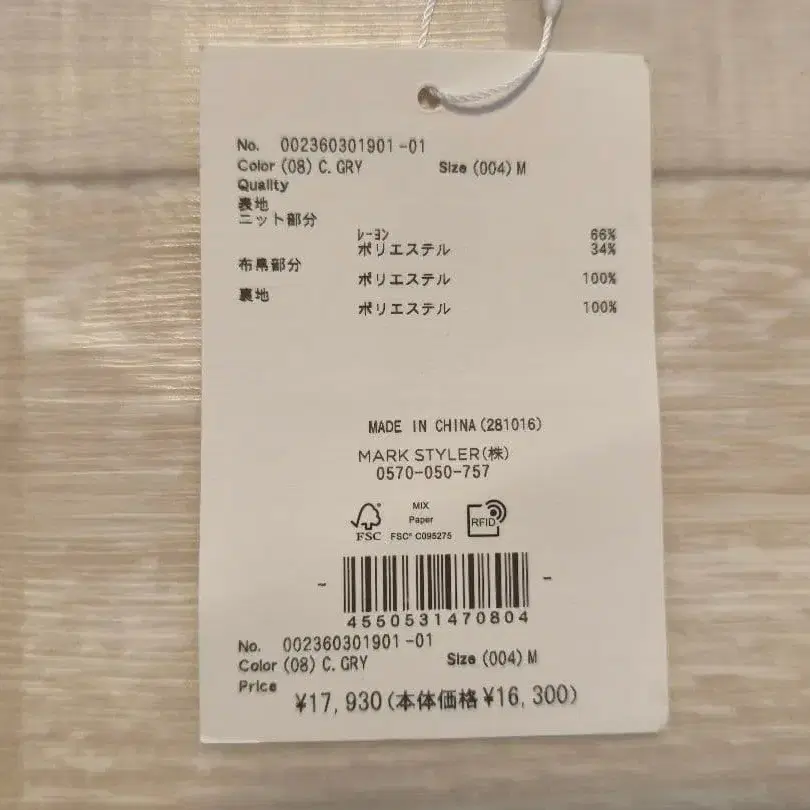 No. 002360301901-01
Color (08) C. GRY Size (004) M
Quality
表地
ニット部分
ﾚｰﾖﾝ 66%
ポリエステル 34%
布帛部分
ポリエステル 100%
裏地
ポリエステル 100%
MADE IN CHINA (281016)
MARK STYLER(株)
0570-050-757
FSC
MIX
Paper
FSC® C095275
RFID
4550531470804
No. 002360301901-01
Color (08) C. GRY Size (004) M
Price ¥17,930(本体価格 ¥16,300)